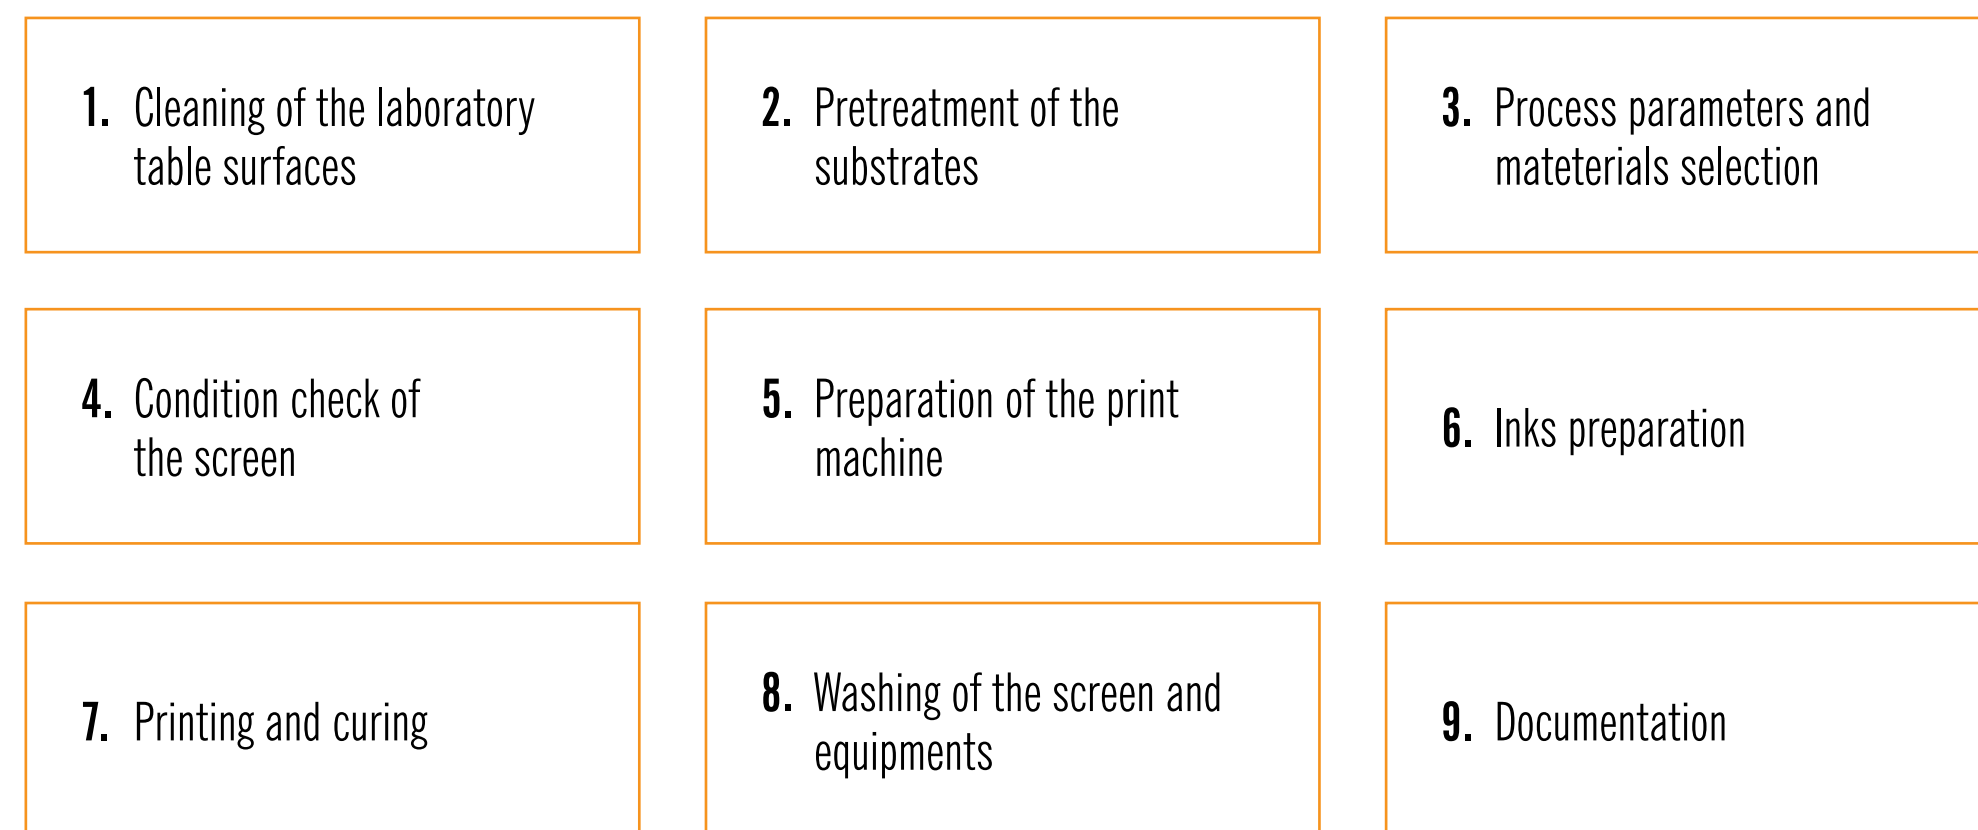 1. Cleaning of the laboratory
table surfaces
2. Pretreatment of the
substrates
3. Process parameters and
mateterials selection
4. Condition check of
the screen
5. Preparation of the print
machine
6. Inks preparation
7. Printing and curing
8. Washing of the screen and
equipments
9. Documentation